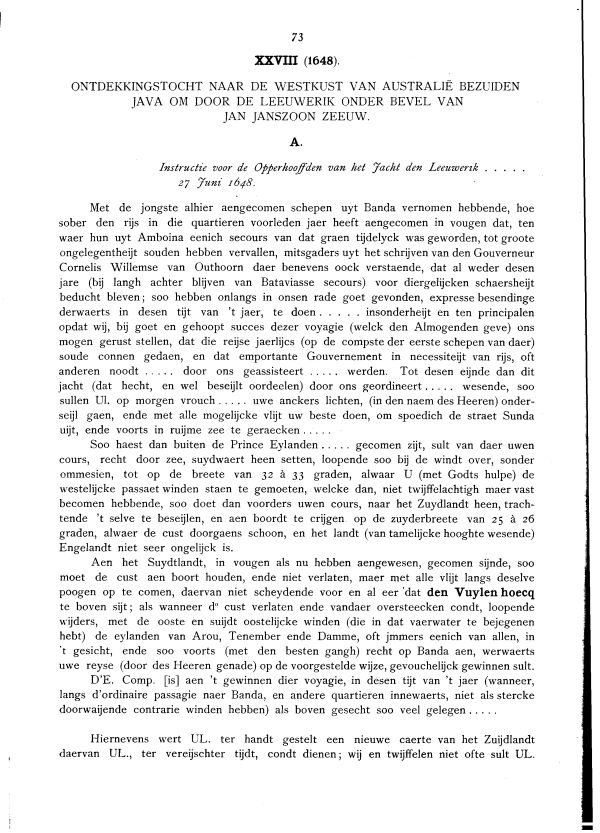 73
XXVIII (1648).
ONTDEKKINGSTOCHT NAAR DE WESTKUST VAN AUSTRALIË BEZUIDEN
JAVA OM DOOR DE LEEUWERIK ONDER BEVEL VAN
JAN JANSZOON ZEEUW.
A.
Instructie voor de Opperhooffden van het Jacht den Leeuwerik . . . . .
27 Juni 1648.
Met de jongste alhier aengecomen schepen uyt Banda vernomen hebbende, hoe
sober den rijs in die quartieren voorleden jaer heeft aengecomen in vougen dat, ten
waer hun uyt Amboina eenich secours van dat graen tijdelyck was geworden, tot groote
ongelegentheijt souden hebben vervallen, mitsgaders uyt het schrijven van den Gouverneur
Cornelis Willemse van Outhoorn daer benevens oock verstaende, dat al weder desen
jare (bij langh achter blijven van Bataviasse secours) voor diergelijcken schaersheijt
beducht bleven; soo hebben onlangs in onsen rade goet gevonden, expresse besendinge
derwaerts in desen tijt van 't jaer, te doen . . . . . insonderheijt en ten principalen
opdat wij, bij goet en gehoopt succes dezer voyagie (welck den Almogenden geve) ons
mogen gerust stellen, dat die reijse jaerlijcs (op de compste der eerste schepen van daer)
soude connen gedaen, en dat emportante Gouvernement in necessiteijt van rijs, oft
anderen noodt . . . . . door ons geassisteert . . . . . werden. Tot desen eijnde dan dit
jacht (dat hecht, en wel beseijlt oordeelen) door ons geordineert . . . . . wesende, soo
sullen Ul. op morgen vrouch . . . . . uwe anckers lichten, (in den naem des Heeren) onder-
seijl gaen, ende met alle mogelijcke vlijt uw beste doen, om spoedich de straet Sunda
uijt, ende voorts in ruijme zee te geraecken . . . . .
Soo haest dan buiten de Prince Eylanden . . . . . gecomen zijt, sult van daer uwen
cours, recht door zee, suydwaert heen setten, loopende soo bij de windt over, sonder
ommesien, tot op de breete van 32 à 33 graden, alwaar U (met Godts hulpe) de
westelijcke passaet winden staen te gemoeten, welcke dan, niet twijffelachtigh maer vast
becomen hebbende, soo doet dan voorders uwen cours, naer het Zuydlandt heen, trach-
tende 't selve te beseijlen, en aen boordt te crijgen op de zuyderbreete van 25 à 26
graden, alwaer de cust doorgaens schoon, en het landt (van tamelijcke hooghte wesende)
Engelandt niet seer ongelijck is.
Aen het Suydtlandt, in vougen als nu hebben aengewesen, gecomen sijnde, soo
moet de cust aen boort houden, ende niet verlaten, maer met alle vlijt langs deselve
poogen op te comen, daervan niet scheydende voor en al eer dat den Vuylen hoecq
te boven sijt; als wanneer do cust verlaten ende vandaer oversteecken condt, loopende
wijders, met de ooste en suijdt oostelijcke winden (die in dat vaerwater te bejegenen
hebt) de eylanden van Arou, Tenember ende Damme, oft jmmers eenich van allen, in
't gesicht, ende soo voorts (met den besten gangh) recht op Banda aen, werwaerts
uwe reyse (door des Heeren genade) op de voorgestelde wijze, gevouchelijck gewinnen sult.
D'E. Comp. [is] aen 't gewinnen dier voyagie, in desen tijt van 't jaer (wanneer,
langs d'ordinaire passagie naer Banda, en andere quartieren innewaerts, niet als stercke
doorwaijende contrarie winden hebben) als boven gesecht soo veel gelegen . . . . .
Hiernevens wert UL. ter handt gestelt een nieuwe caerte van het Zuijdlandt
daervan UL., ter vereijschter tijdt, condt dienen; wij en twijffelen niet ofte sult UL.